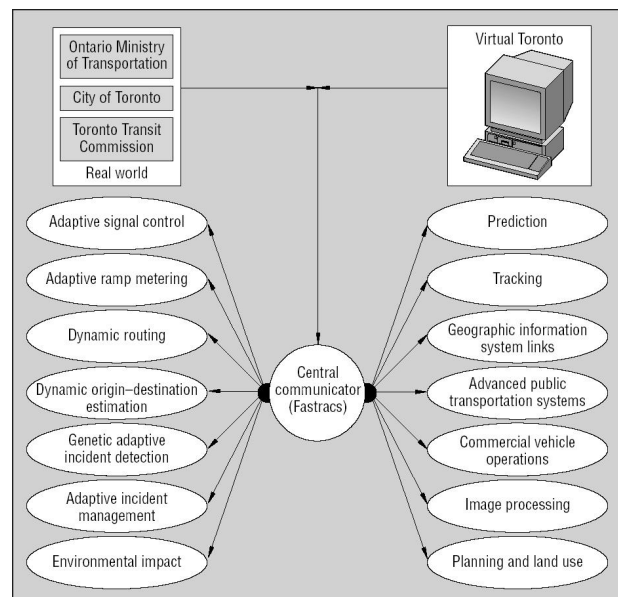 Ontario Ministry
of Transportation
City of Toronto
Toronto Transit
Commission
Real world
Virtual Toronto
Adaptive signal control
Adaptive ramp metering
Dynamic routing
Dynamic origin–destination
estimation
Genetic adaptive
incident detection
Adaptive incident
management
Environmental impact
Central
communicator
(Fastracs)
Prediction
Tracking
Geographic information
system links
Advanced public
transportation systems
Commercial vehicle
operations
Image processing
Planning and land use